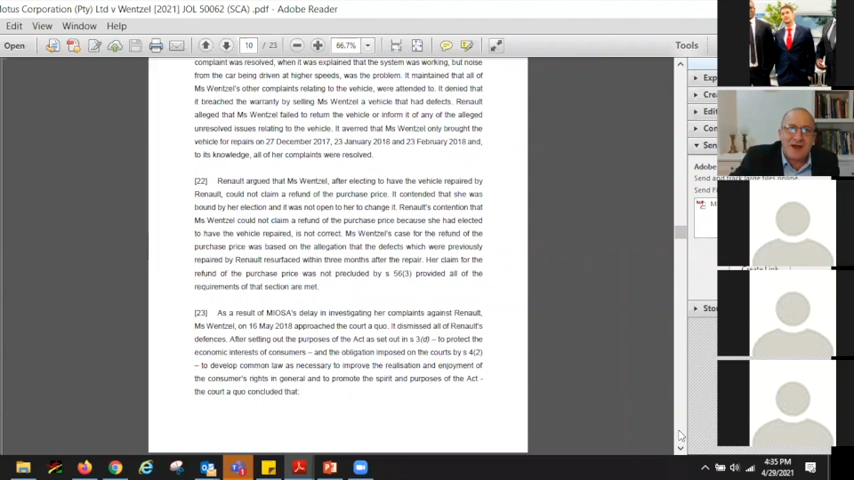 lotus Corporation (Pty) Ltd v Wentzel [2021] JOL 50062 (SCA) .pdf - Adobe Reader
Edit View Window Help
Open 10 / 23 66.7% Tools
complaint was resolved, when it was explained that the system was working, but noise
from the car being driven at higher speeds, was the problem. It maintained that all of
Ms Wentzel's other complaints relating to the vehicle, were attended to. It denied that
it breached the warranty by selling Ms Wentzel a vehicle that had defects. Renault
alleged that Ms Wentzel failed to return the vehicle or inform it of any of the alleged
unresolved issues relating to the vehicle. It averred that Ms Wentzel only brought the
vehicle for repairs on 27 December 2017, 23 January 2018 and 23 February 2018 and,
to its knowledge, all of her complaints were resolved.
[22] Renault argued that Ms Wentzel, after electing to have the vehicle repaired by
Renault, could not claim a refund of the purchase price. It contended that she was
bound by her election and it was not open to her to change it. Renault's contention that
Ms Wentzel could not claim a refund of the purchase price because she had elected
to have the vehicle repaired, is not correct. Ms Wentzel's case for the refund of the
purchase price was based on the allegation that the defects which were previously
repaired by Renault resurfaced within three months after the repair. Her claim for the
refund of the purchase price was not precluded by s 56(3) provided all of the
requirements of that section are met.
[23] As a result of MIOSA's delay in investigating her complaints against Renault,
Ms Wentzel, on 16 May 2018 approached the court a quo. It dismissed all of Renault's
defences. After setting out the purposes of the Act as set out in s 3(d) – to protect the
economic interests of consumers – and the obligation imposed on the courts by s 4(2)
– to develop common law as necessary to improve the realisation and enjoyment of
the consumer's rights in general and to promote the spirit and purposes of the Act -
the court a quo concluded that:
Exp
Cre
Edi
Con
Sen
Adobe
Send and track large files online.
Send Fi
M
Create Link
Stor
4:35 PM
4/29/2021